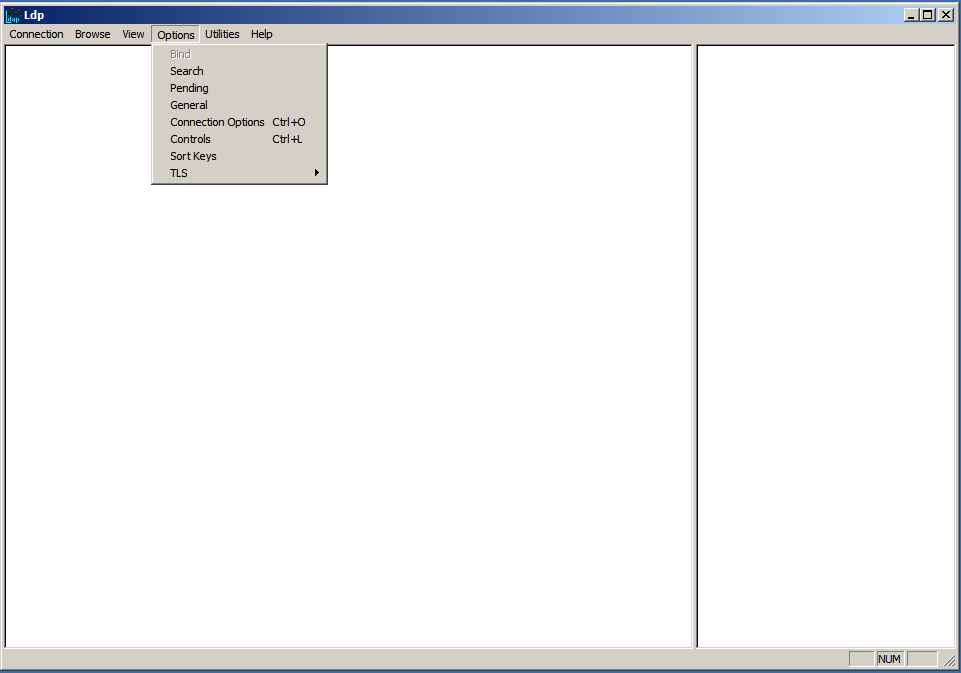 Ldp
Connection Browse View Options Utilities Help
Bind
Search
Pending
General
Connection Options Ctrl+O
Controls Ctrl+L
Sort Keys
TLS
NUM